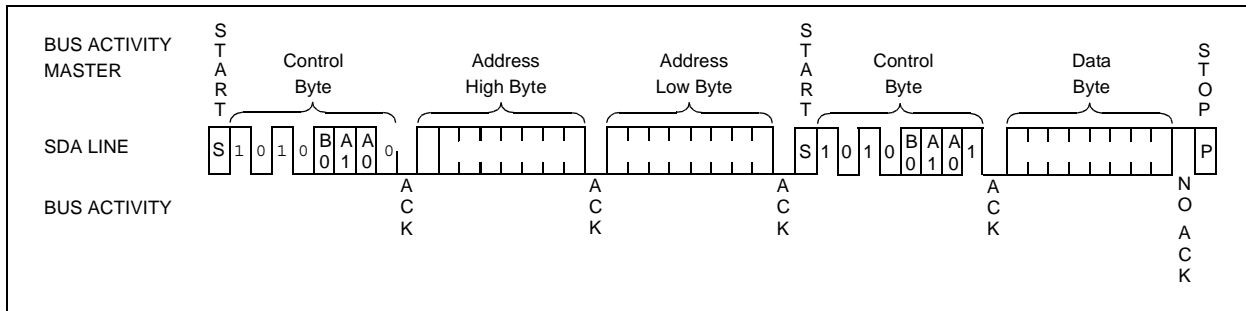 BUS ACTIVITY
MASTER
START
Control
Byte
Address
High Byte
Address
Low Byte
START
Control
Byte
Data
Byte
STOP
SDA LINE
S 1 0 1 0 B0 A1 A0 0
S 1 0 1 0 B0 A1 A0 1
P
BUS ACTIVITY
ACK
ACK
ACK
ACK
NO ACK